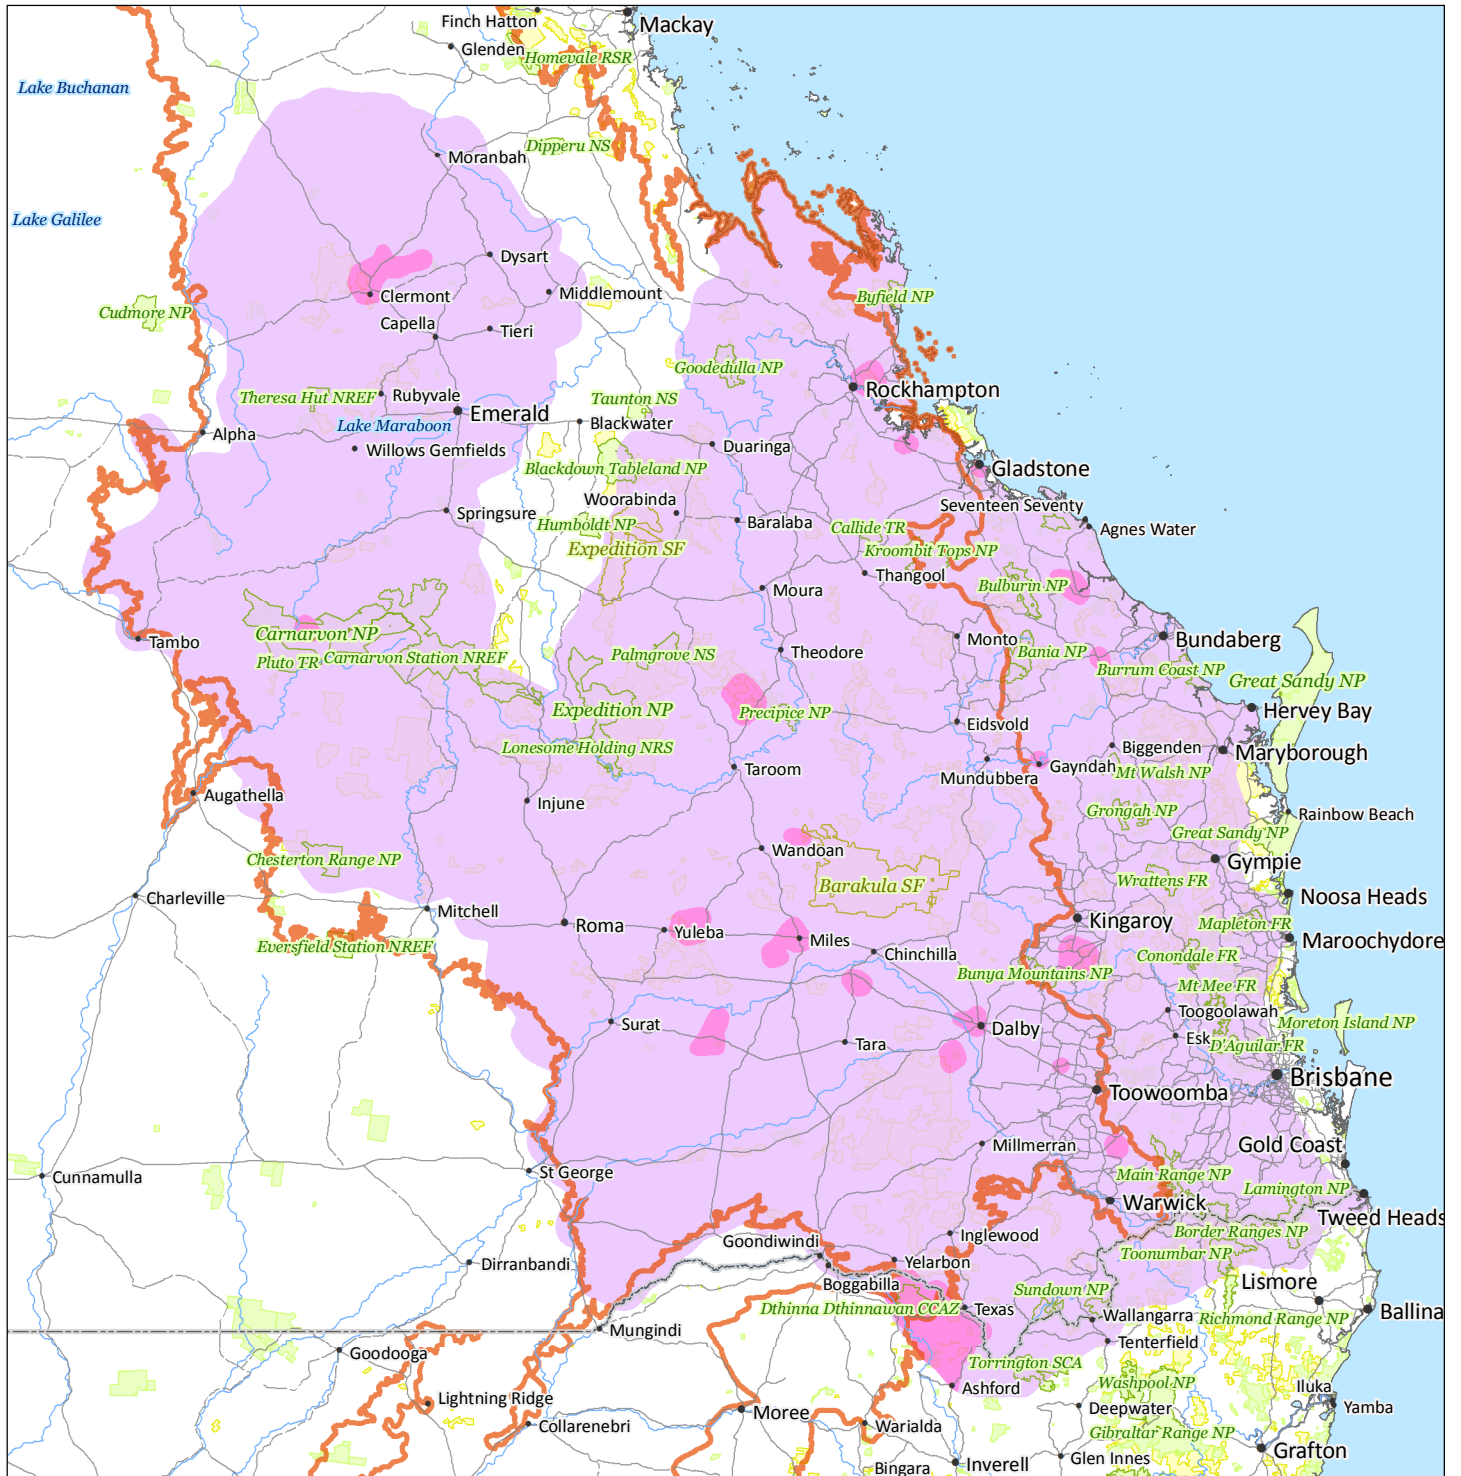 Finch Hatton
Mackay
Glenden
Homevale RSR
Lake Buchanan
Dipperu NS
Moranbah
Lake Galilee
Dysart
Clermont
Middlemount
Byfield NP
Cudmore NP
Capella
Tieri
Goodedulla NP
Theresa Hut NREF
Rubyvale
Taunton NS
Rockhampton
Emerald
Lake Maraboon
Blackwater
Alpha
Willows Gemfields
Duaringa
Blackdown Tableland NP
Gladstone
Woorabinda
Springsure
Seventeen Seventy
Humboldt NP
Baralaba
Callide TR
Agnes Water
Expedition SF
Kroombit Tops NP
Thangool
Moura
Bulburin NP
Carnarvon NP
Tambo
Monto
Bundaberg
Pluto TR
Carnarvon Station NREF
Palmgrove NS
Theodore
Bania NP
Burrum Coast NP
Great Sandy NP
Expedition NP
Precipice NP
Hervey Bay
Eidsvold
Lonesome Holding NRS
Biggenden
Maryborough
Taroom
Mundubbera
Gayndah
Mt Walsh NP
Augathella
Injune
Grongah NP
Rainbow Beach
Great Sandy NP
Chesterton Range NP
Wandoan
Gympie
Barakula SF
Wrattens FR
Charleville
Noosa Heads
Mitchell
Roma
Yuleba
Miles
Kingaroy
Mapleton FR
Eversfield Station NREF
Chinchilla
Maroochydore
Conondale FR
Bunya Mountains NP
Mt Mee FR
Surat
Dalby
Toogoolawah
Moreton Island NP
Tara
Esk
D'Aguilar FR
Brisbane
Toowoomba
Millmerran
Gold Coast
Cunnamulla
St George
Main Range NP
Lamington NP
Warwick
Tweed Heads
Goondiwindi
Inglewood
Border Ranges NP
Toonumbar NP
Dirranbandi
Yelarbon
Boggabilla
Sundown NP
Lismore
Dthinna Dthinnawan CCAZ
Texas
Wallangarra
Richmond Range NP
Ballina
Mungindi
Tenterfield
Goodooga
Torrington SCA
Washpool NP
Ashford
Iluka
Lightning Ridge
Deepwater
Yamba
Collarenebri
Moree
Warialda
Gibraltar Range NP
Grafton
Bingara
Inverell
Glen Innes